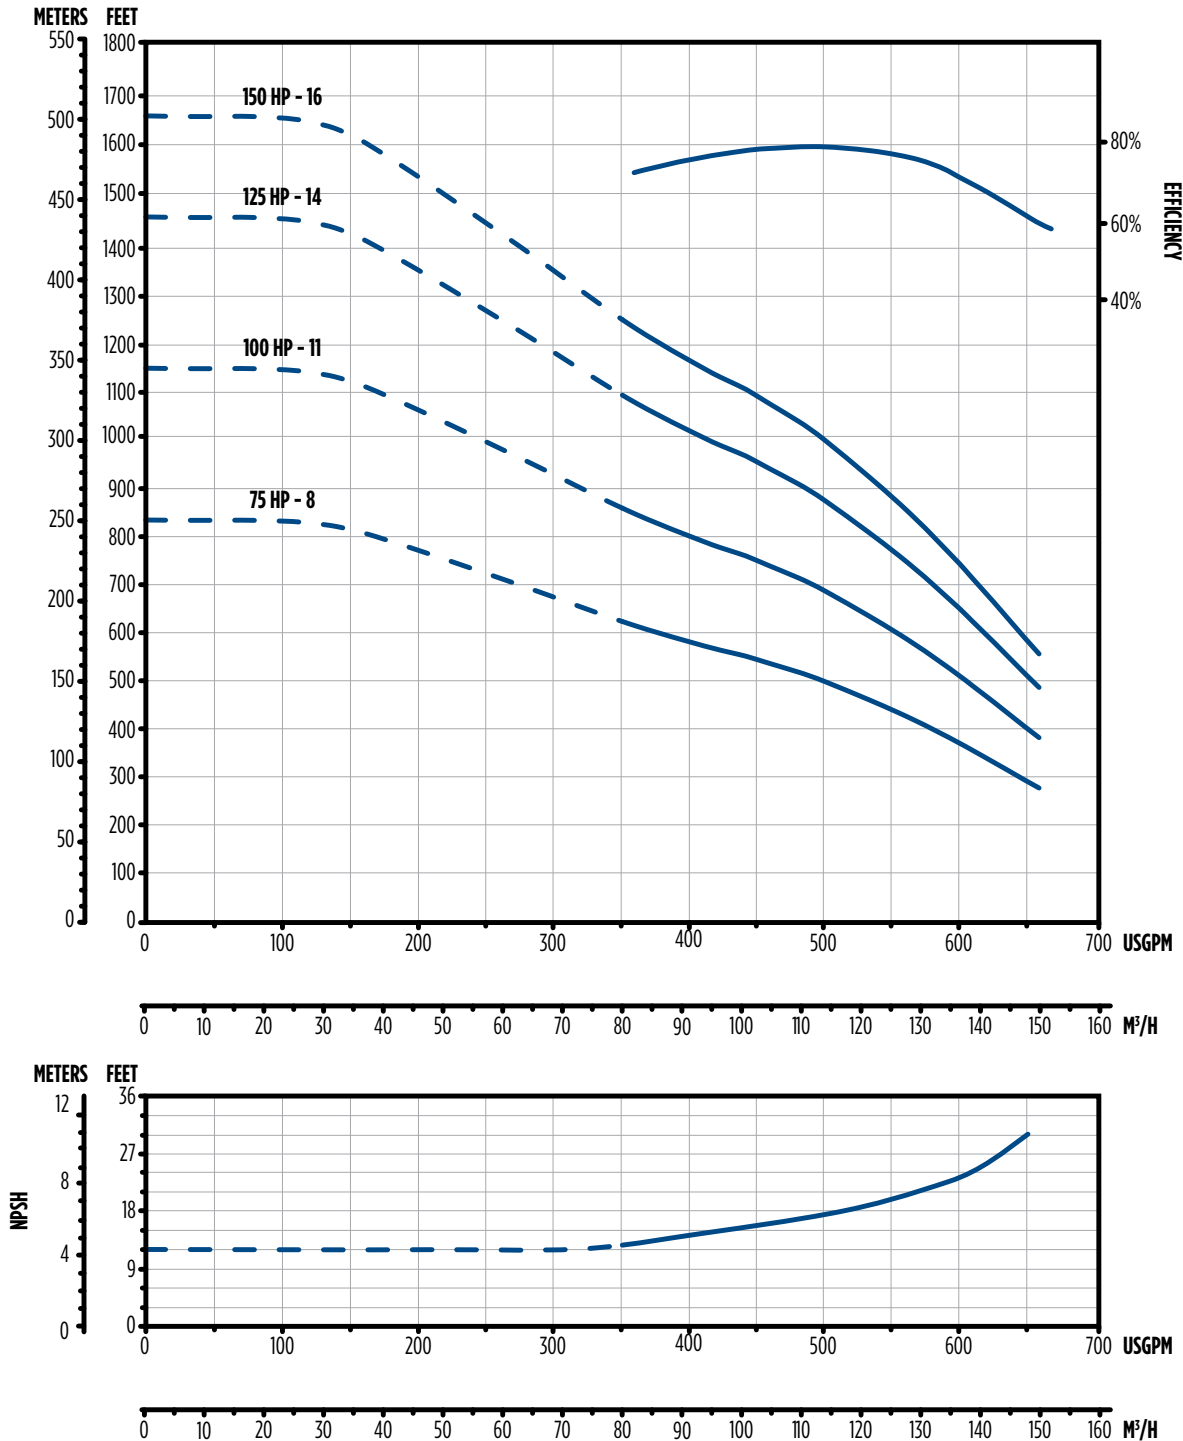 METERS FEET
550 1800
1700
500
1600
450 1500
1400
400
1300
350 1200
1100
300 1000
900
250
800
700
200
600
150 500
400
100
300
200
50
100
0 0
150 HP – 16
125 HP – 14
100 HP – 11
75 HP – 8
80%
60%
40%
EFFICIENCY
0 100 200 300 400 500 600 700 USGPM
0 10 20 30 40 50 60 70 80 90 100 110 120 130 140 150 160 M³/H
METERS FEET
12 36
27
8
18
4
9
0 0
NPSH
0 100 200 300 400 500 600 700 USGPM
0 10 20 30 40 50 60 70 80 90 100 110 120 130 140 150 160 M³/H